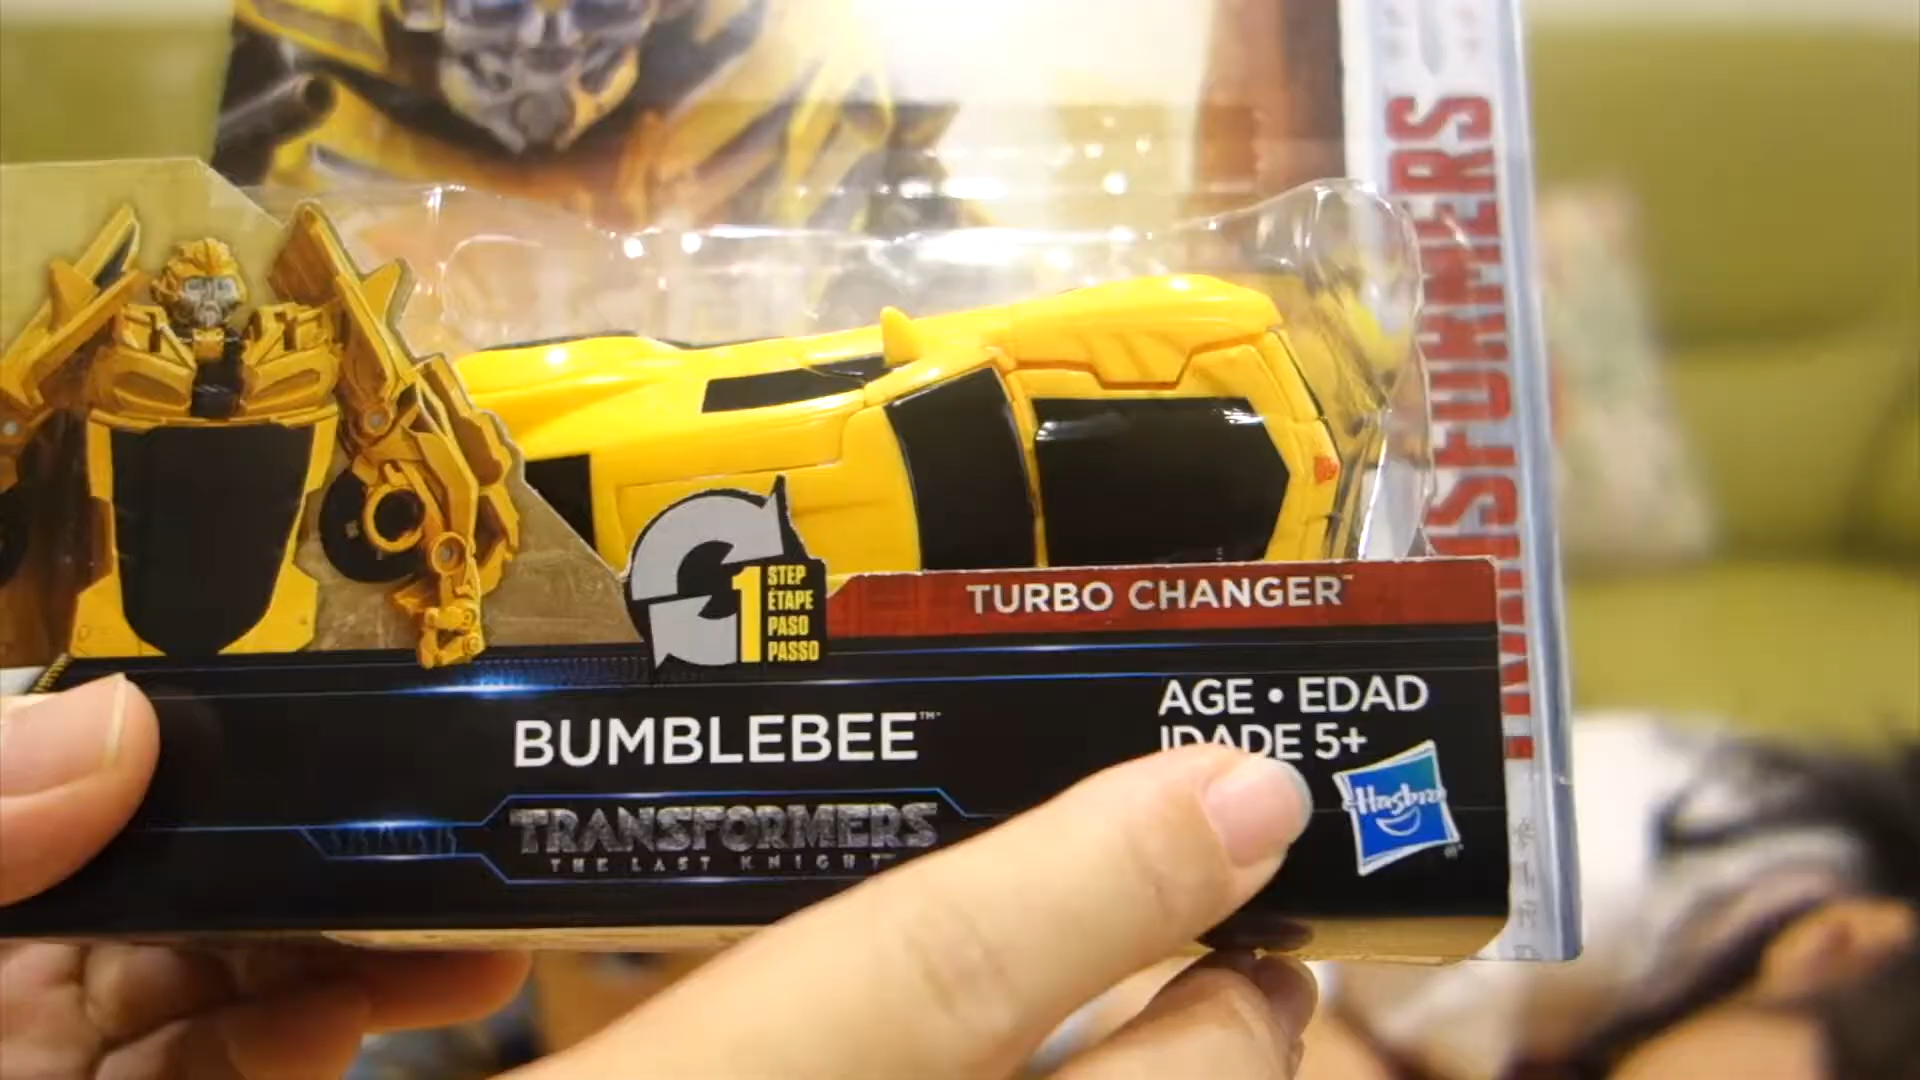 TRANSFORMERS
1
STEP
ÉTAPE
PASO
PASSO
TURBO CHANGER™
BUMBLEBEE™
AGE • EDAD
IDADE 5+
TRANSFORMERS
THE LAST KNIGHT
Hasbro